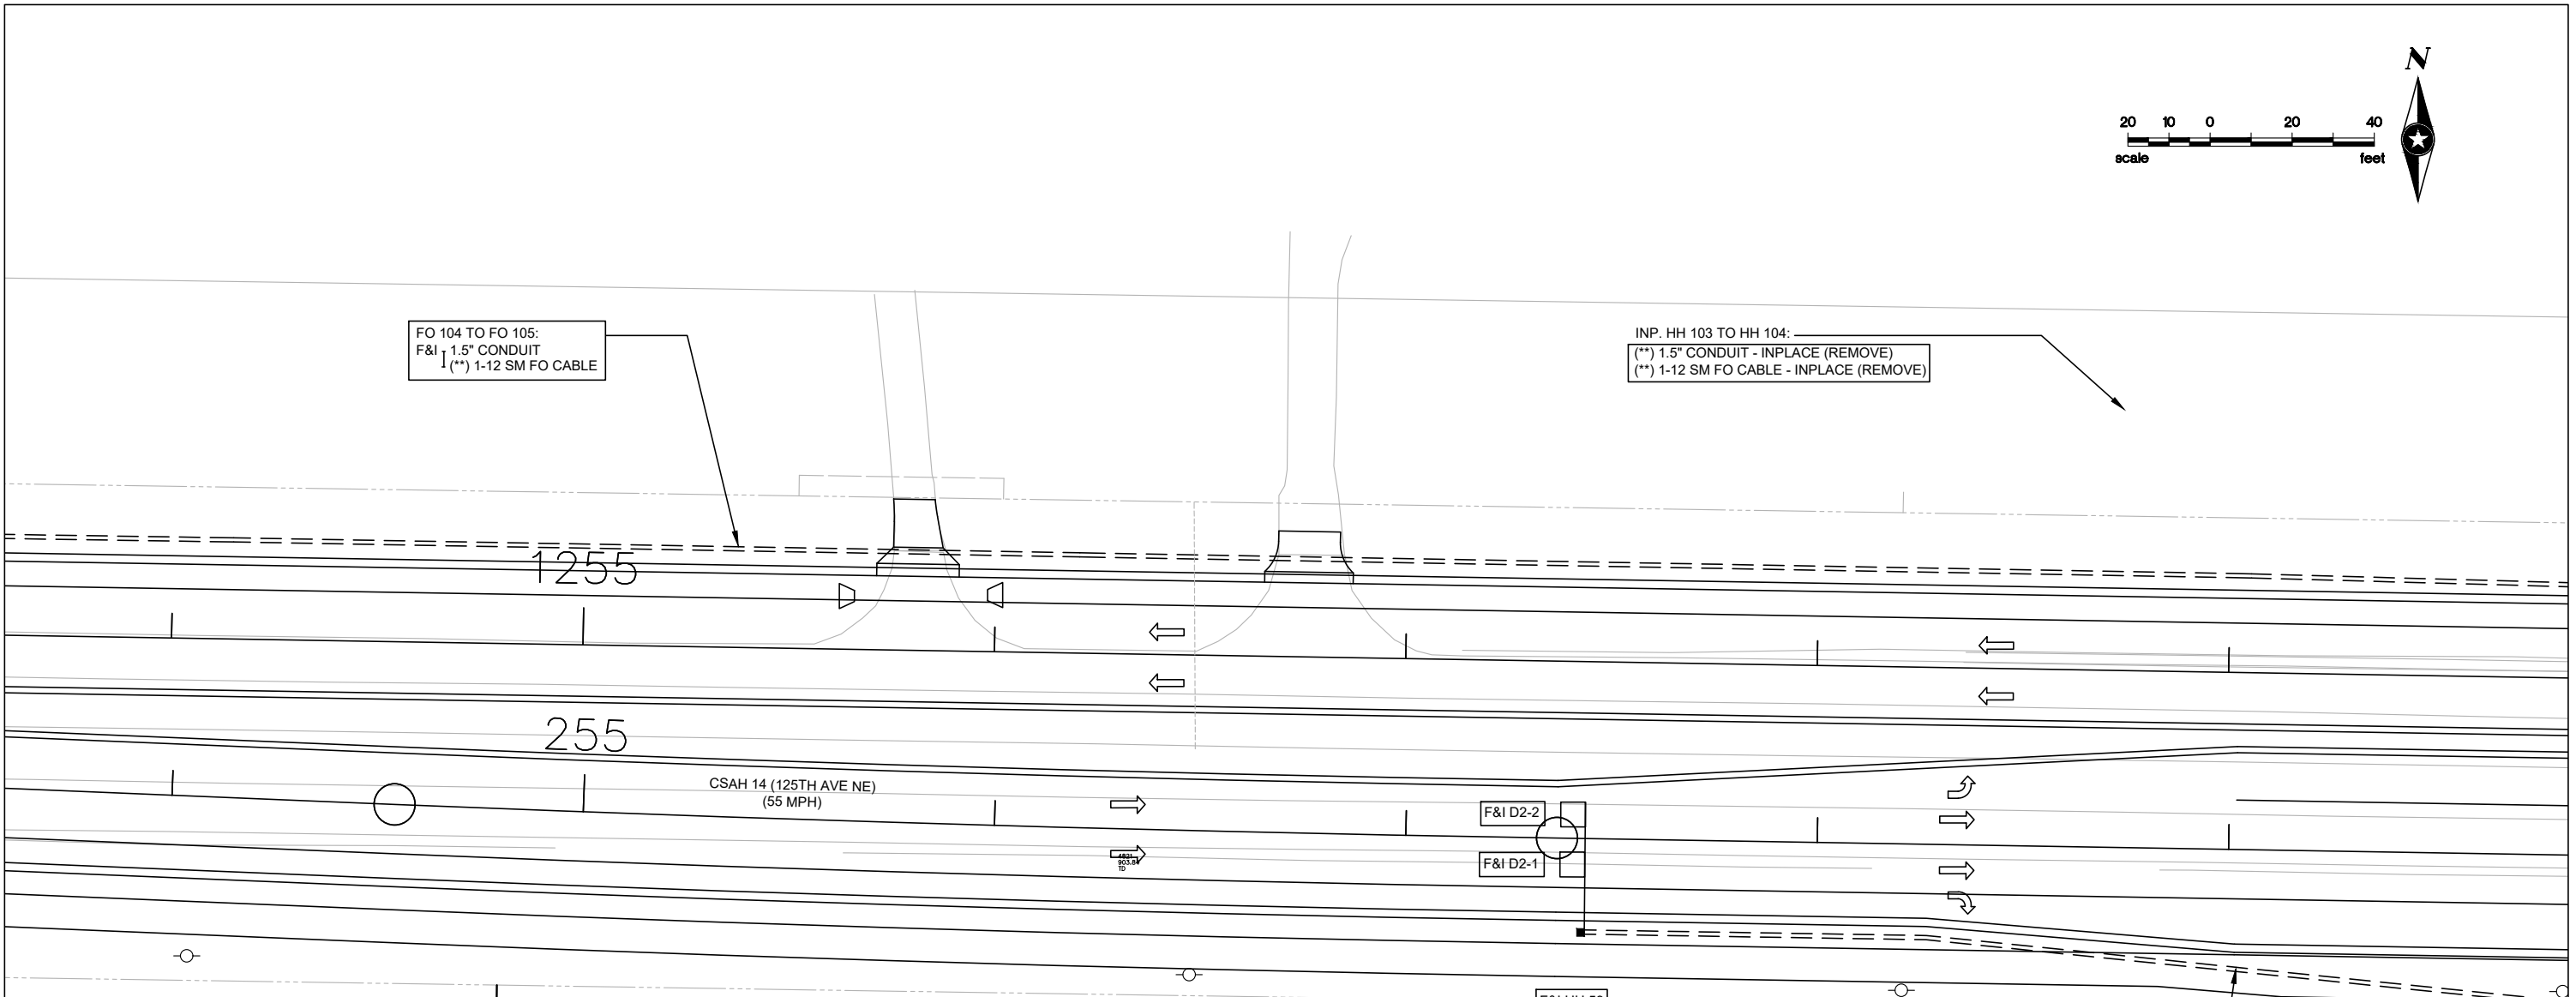 N
20 10 0 20 40
scale feet
FO 104 TO FO 105:
F&I 1.5" CONDUIT
(**) 1-12 SM FO CABLE
INP. HH 103 TO HH 104:
(**) 1.5" CONDUIT - INPLACE (REMOVE)
(**) 1-12 SM FO CABLE - INPLACE (REMOVE)
1255
255
CSAH 14 (125TH AVE NE)
(55 MPH)
F&I D2-2
F&I D2-1
TD